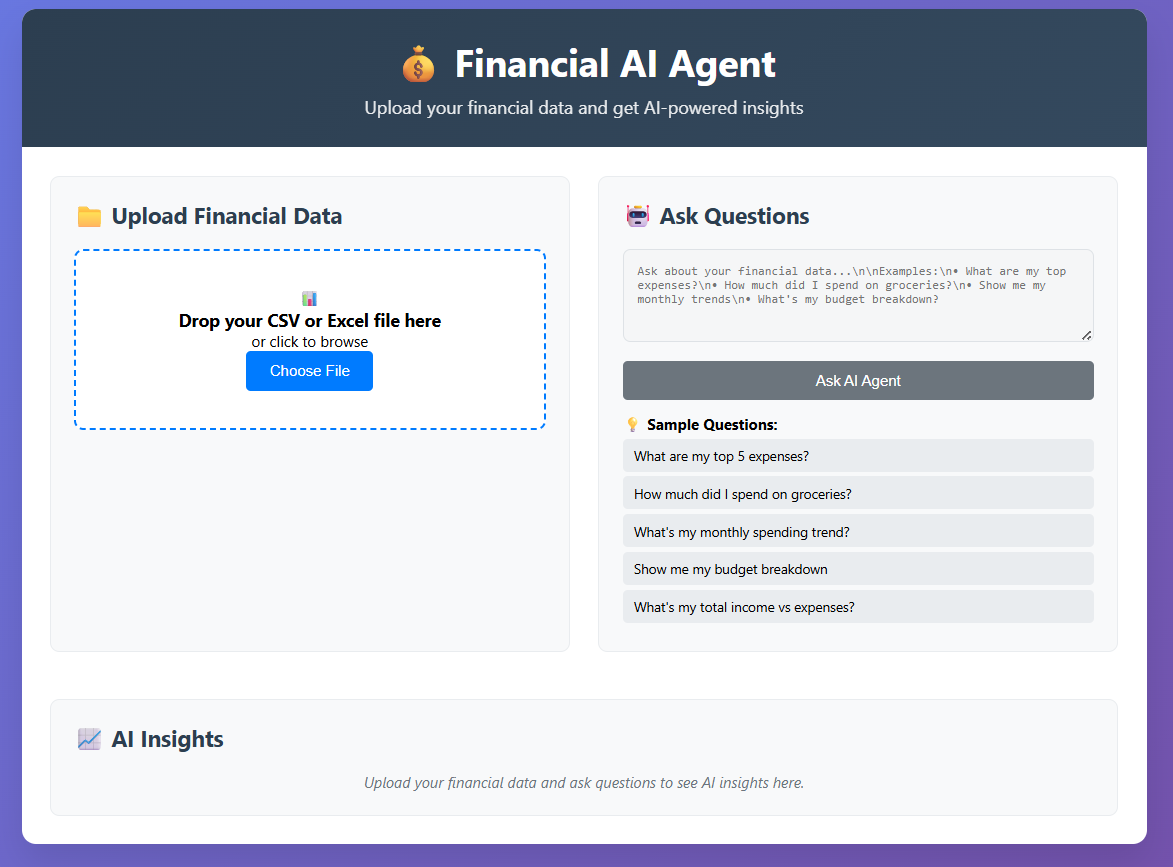 Financial AI Agent
Upload your financial data and get AI-powered insights
Upload Financial Data
Drop your CSV or Excel file here
or click to browse
Choose File
Ask Questions
Ask about your financial data...\n\nExamples:\n• What are my top
expenses?\n• How much did I spend on groceries?\n• Show me my
monthly trends\n• What's my budget breakdown?
Ask AI Agent
Sample Questions:
What are my top 5 expenses?
How much did I spend on groceries?
What's my monthly spending trend?
Show me my budget breakdown
What's my total income vs expenses?
AI Insights
Upload your financial data and ask questions to see AI insights here.